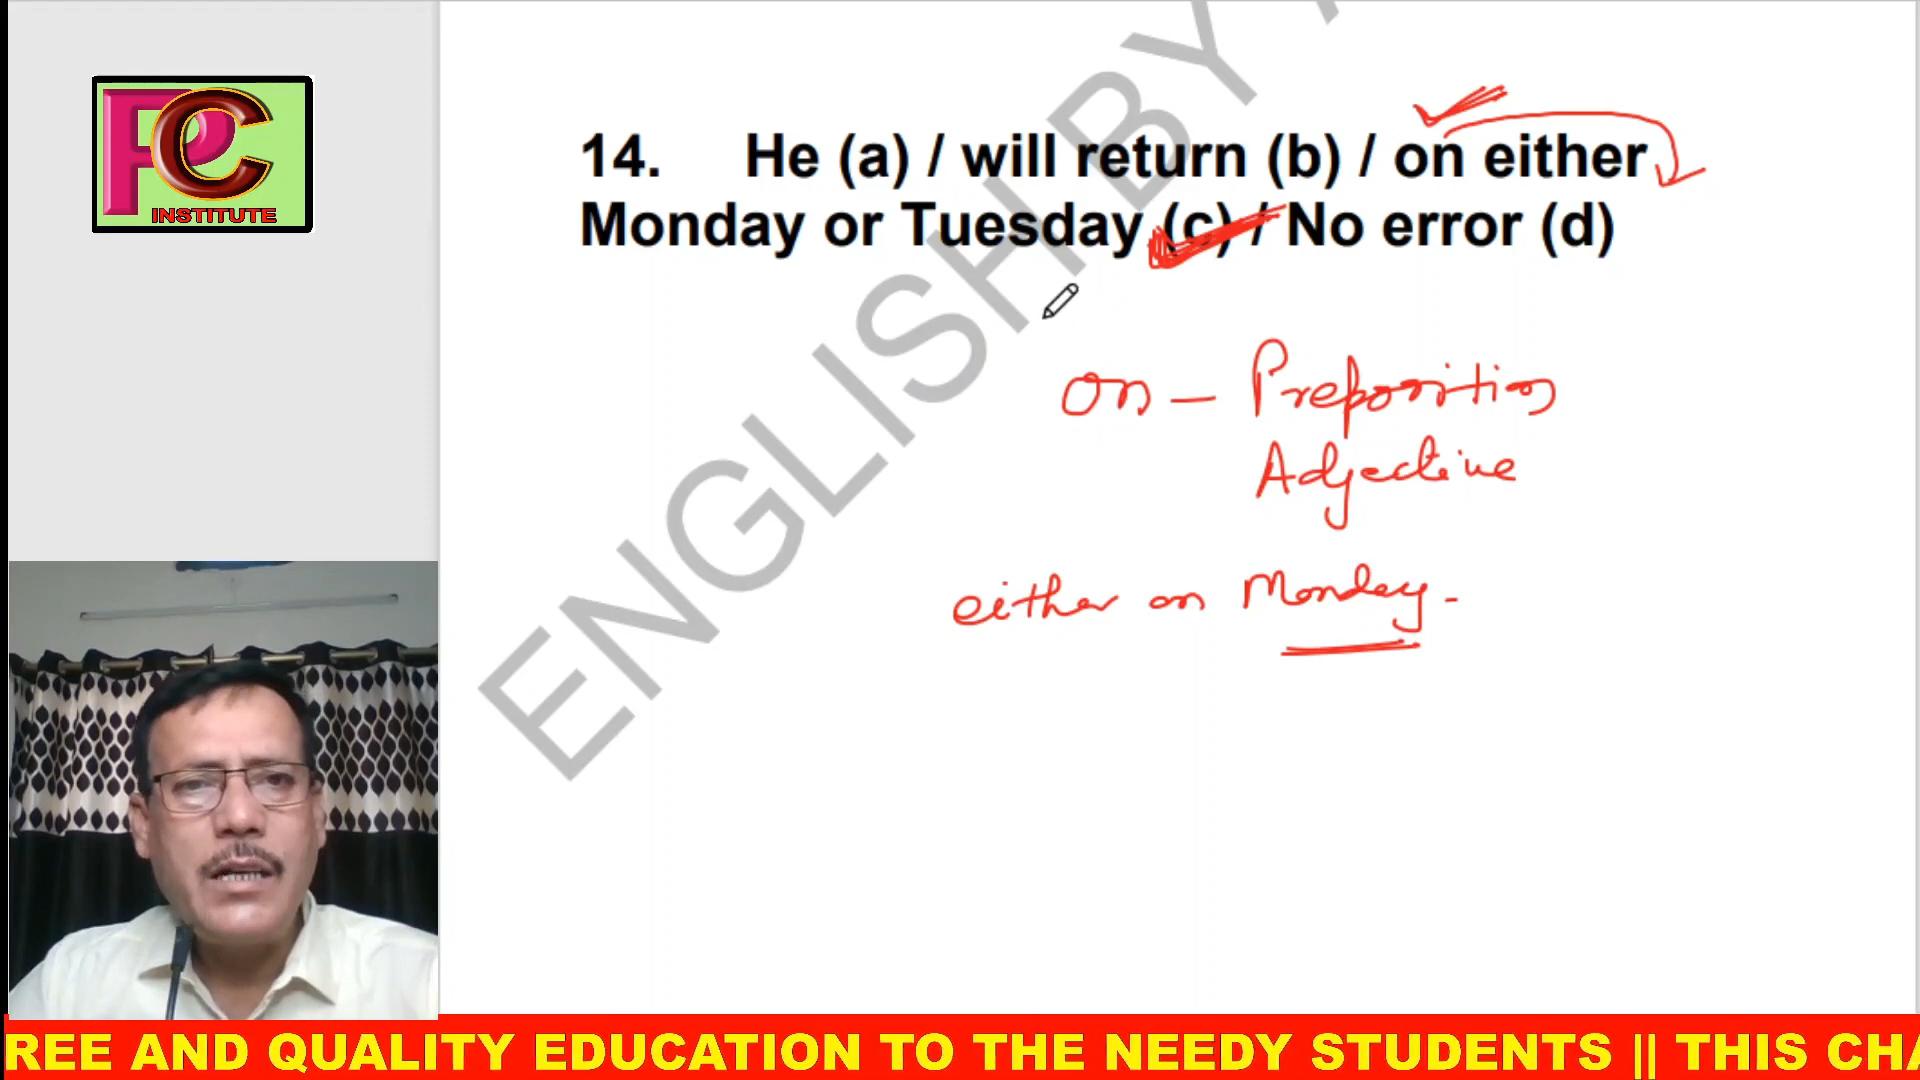 PC
INSTITUTE
14. He (a) / will return (b) / on either
Monday or Tuesday (c) / No error (d)
ENGLISH BY
on - Preposition
Adjective
either on Monday.
REE AND QUALITY EDUCATION TO THE NEEDY STUDENTS || THIS CHA